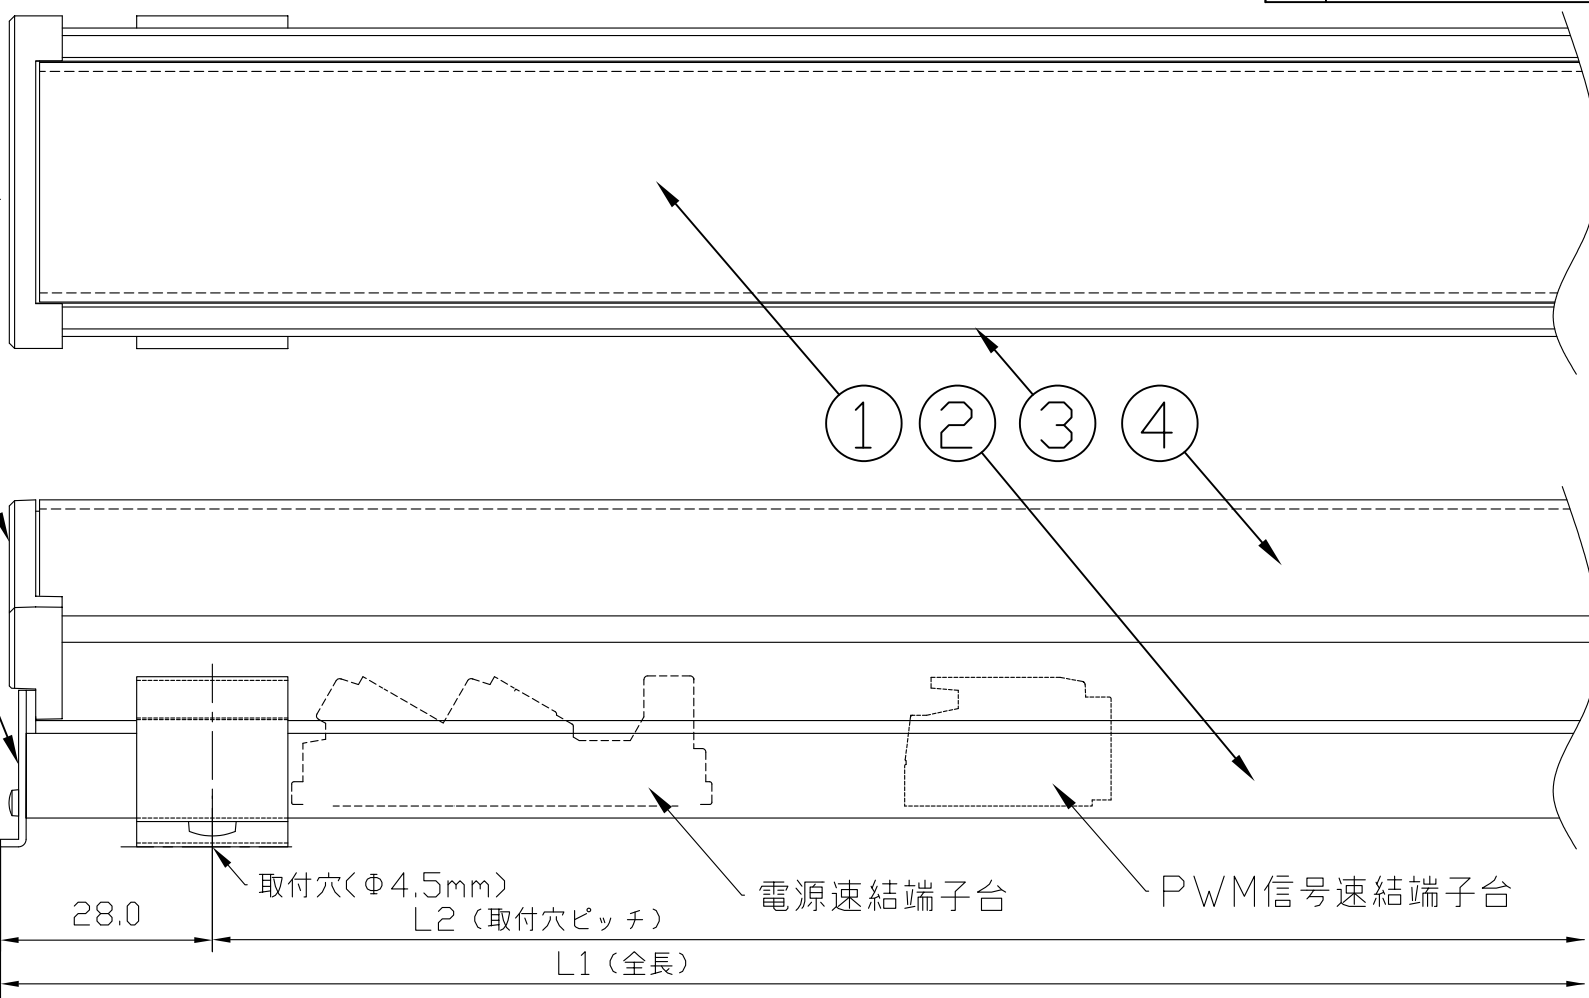 1 2 3 4
取付穴(Φ4.5mm)
電源速結端子台
PWM信号速結端子台
28.0
L2(取付穴ピッチ)
L1(全長)